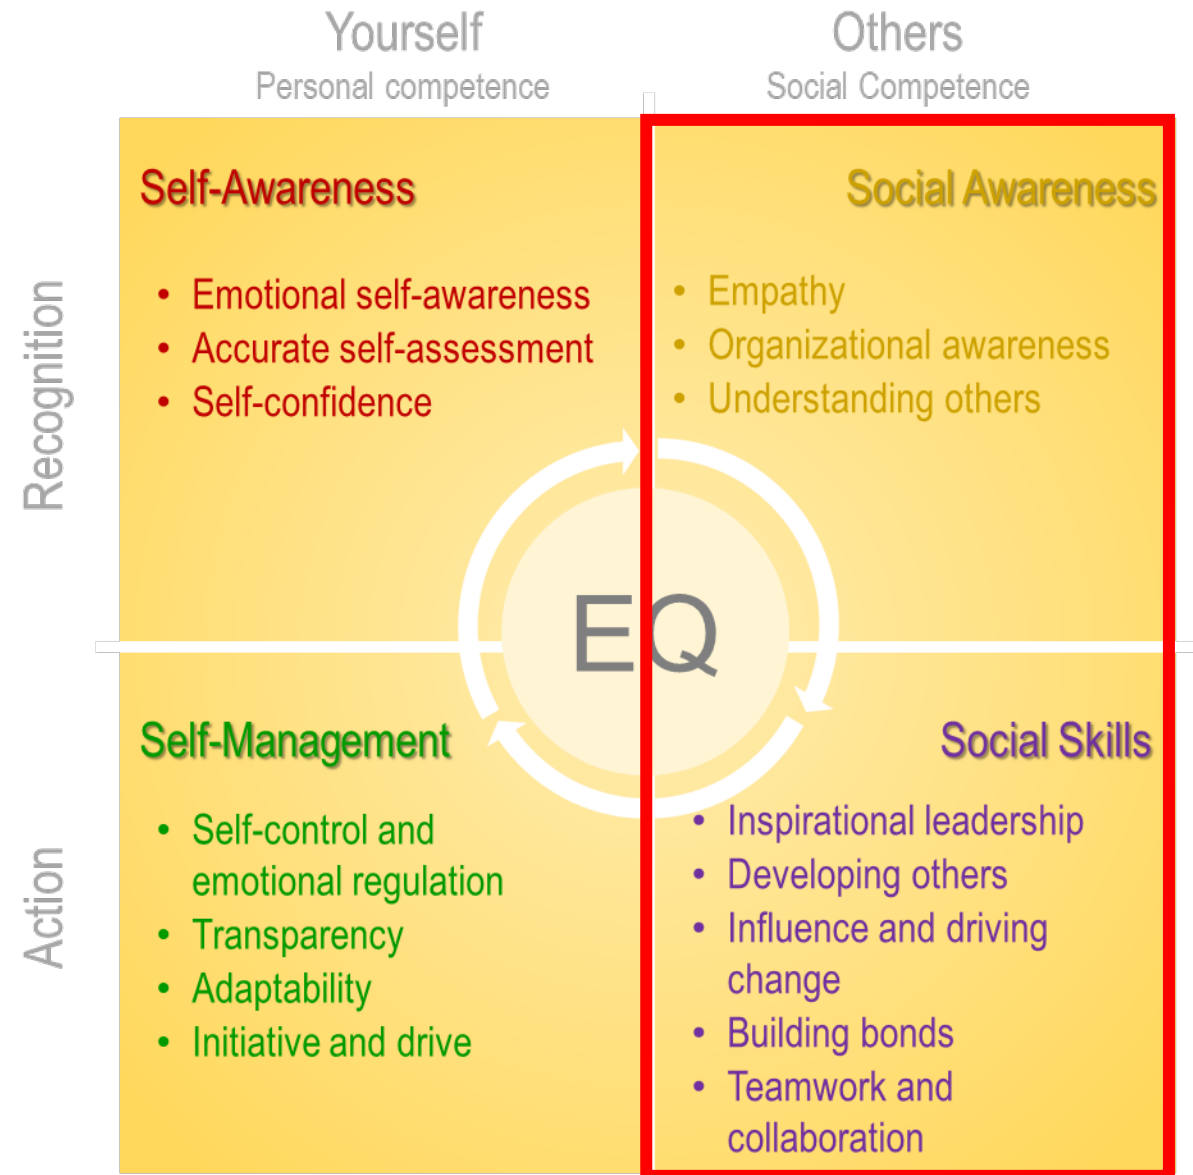 Yourself
Personal competence
Others
Social Competence
Recognition
Self-Awareness
• Emotional self-awareness
• Accurate self-assessment
• Self-confidence
Social Awareness
• Empathy
• Organizational awareness
• Understanding others
EQ
Action
Self-Management
• Self-control and
emotional regulation
• Transparency
• Adaptability
• Initiative and drive
Social Skills
• Inspirational leadership
• Developing others
• Influence and driving
change
• Building bonds
• Teamwork and
collaboration